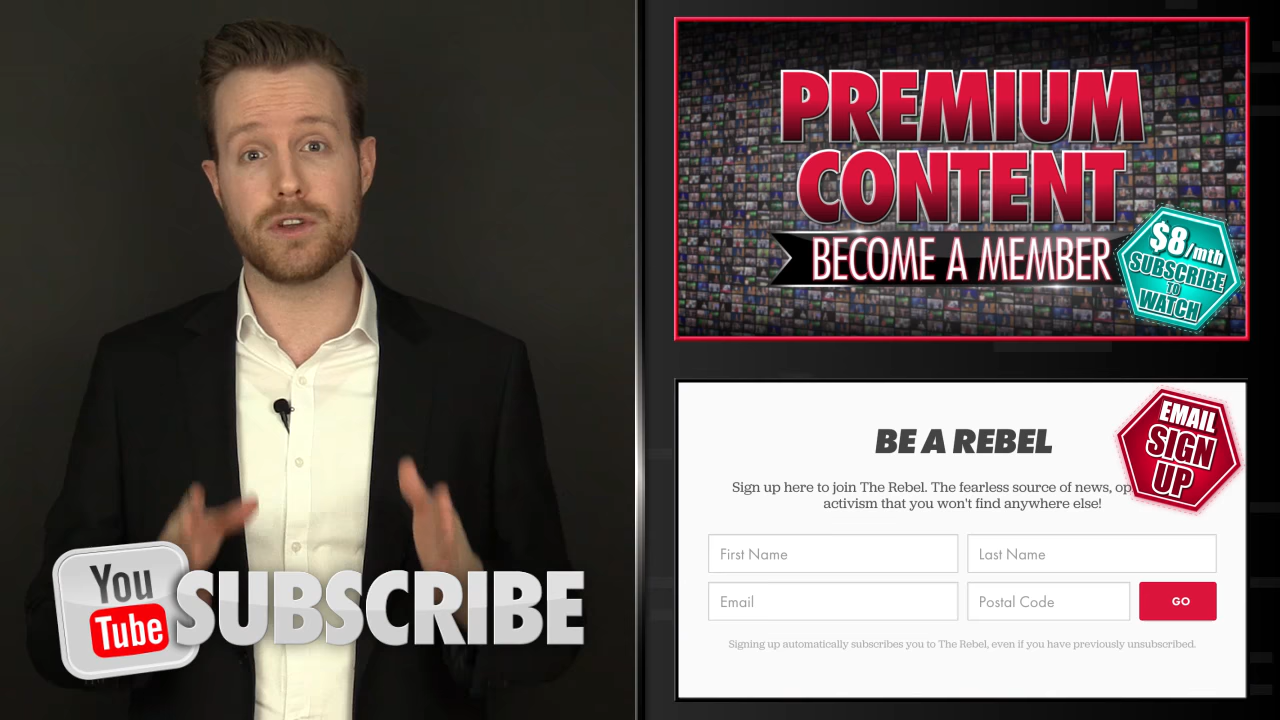 You
Tube
SUBSCRIBE
PREMIUM
CONTENT
BECOME A MEMBER
$8/mth
SUBSCRIBE
TO
WATCH
BE A REBEL
EMAIL
SIGN
UP
Sign up here to join The Rebel. The fearless source of news,
activism that you won't find anywhere else!
First Name
Last Name
Email
Postal Code
GO
Signing up automatically subscribes you to The Rebel, even if you have previously unsubscribed.